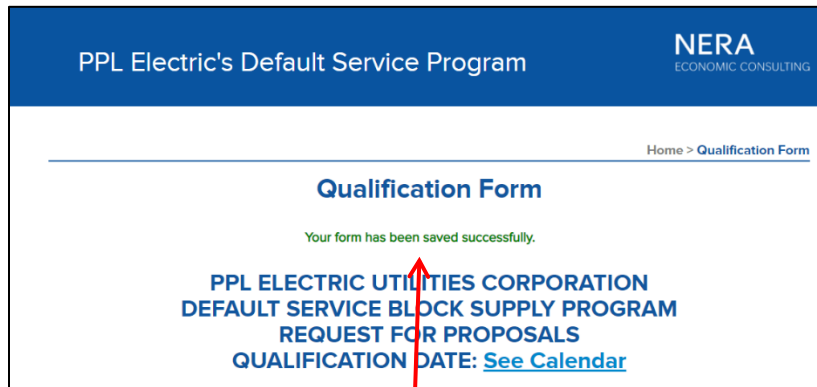 PPL Electric's Default Service Program
NERA
ECONOMIC CONSULTING
Home > Qualification Form
Qualification Form
Your form has been saved successfully.
PPL ELECTRIC UTILITIES CORPORATION
DEFAULT SERVICE BLOCK SUPPLY PROGRAM
REQUEST FOR PROPOSALS
QUALIFICATION DATE: See Calendar